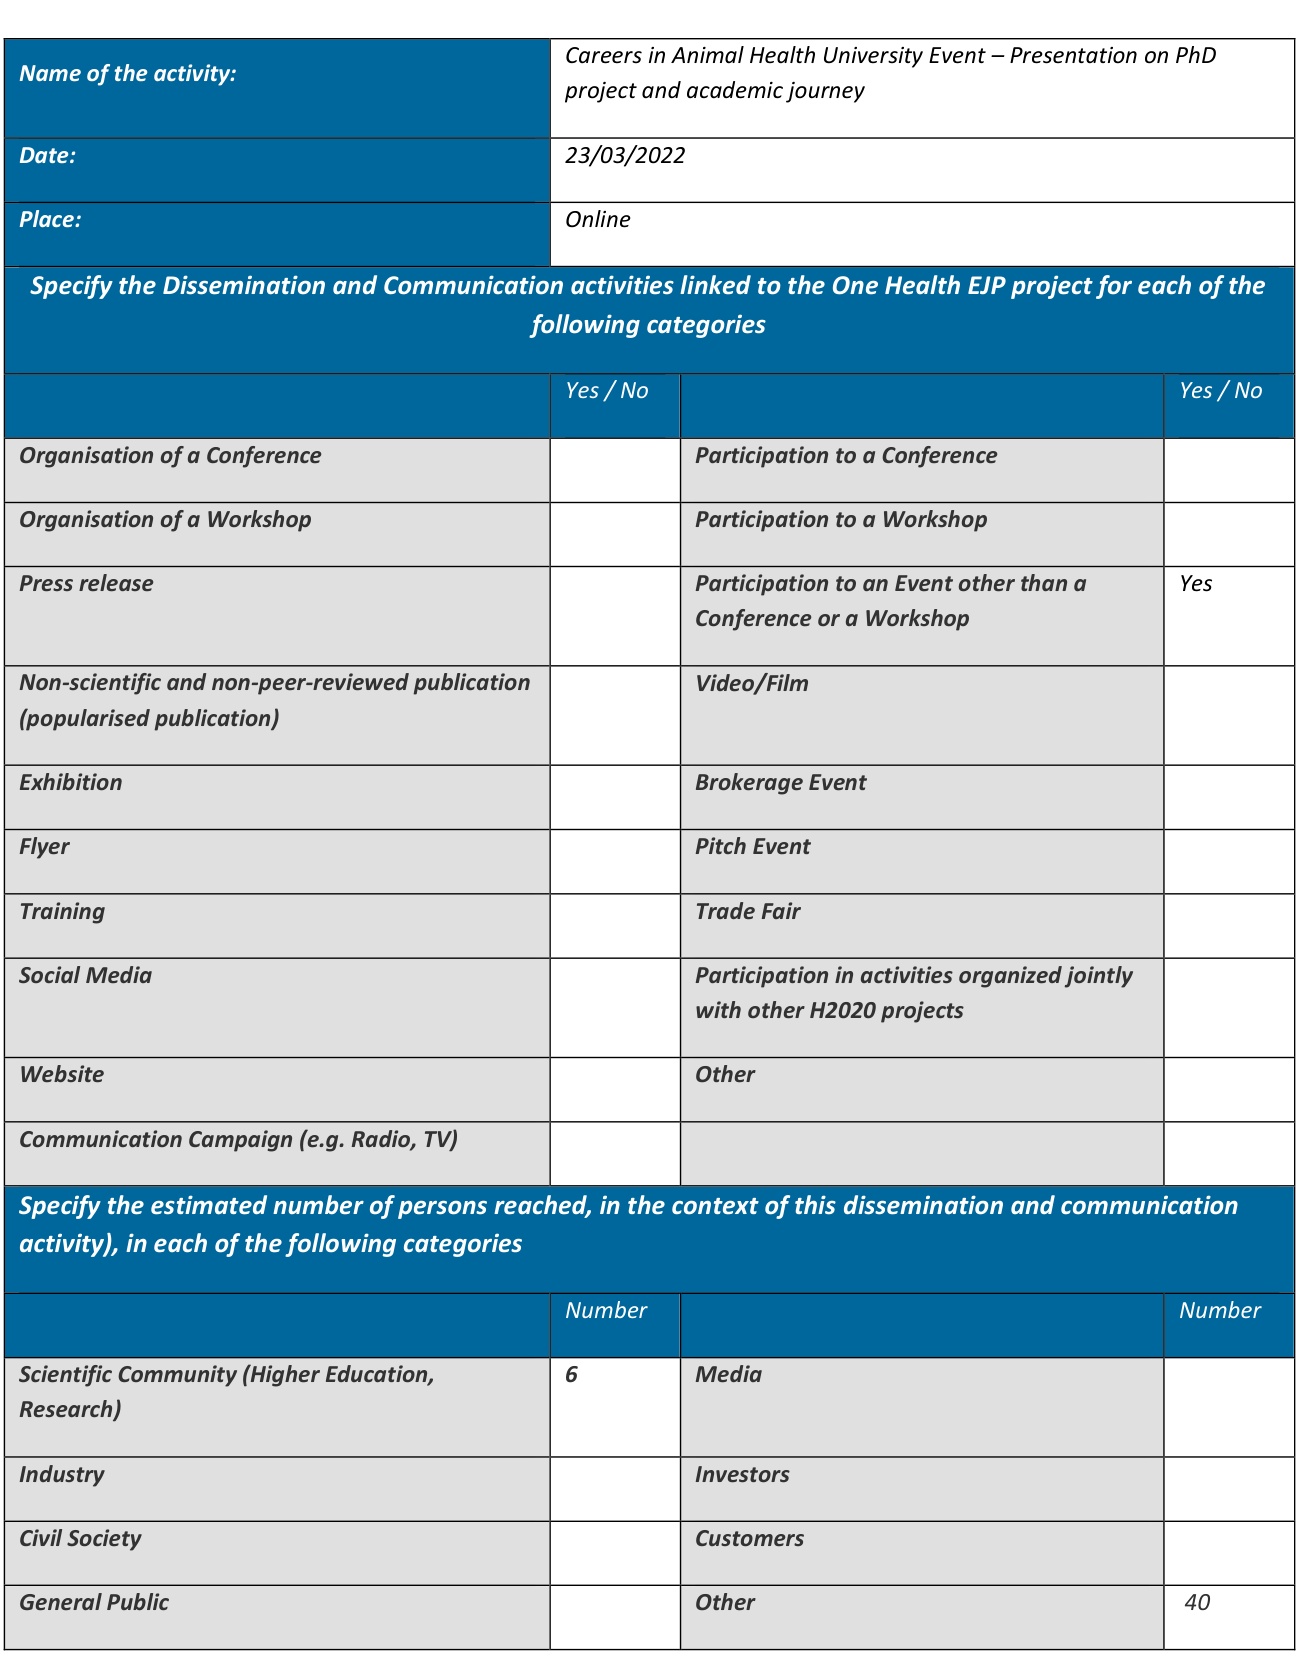 Name of the activity:
Careers in Animal Health University Event – Presentation on PhD
project and academic journey
Date:
23/03/2022
Place:
Online
Specify the Dissemination and Communication activities linked to the One Health EJP project for each of the
following categories
Yes / No
Yes / No
Organisation of a Conference
Participation to a Conference
Organisation of a Workshop
Participation to a Workshop
Press release
Participation to an Event other than a
Conference or a Workshop
Yes
Non-scientific and non-peer-reviewed publication
(popularised publication)
Video/Film
Exhibition
Brokerage Event
Flyer
Pitch Event
Training
Trade Fair
Social Media
Participation in activities organized jointly
with other H2020 projects
Website
Other
Communication Campaign (e.g. Radio, TV)
Specify the estimated number of persons reached, in the context of this dissemination and communication
activity), in each of the following categories
Number
Number
Scientific Community (Higher Education,
Research)
6
Media
Industry
Investors
Civil Society
Customers
General Public
Other
40